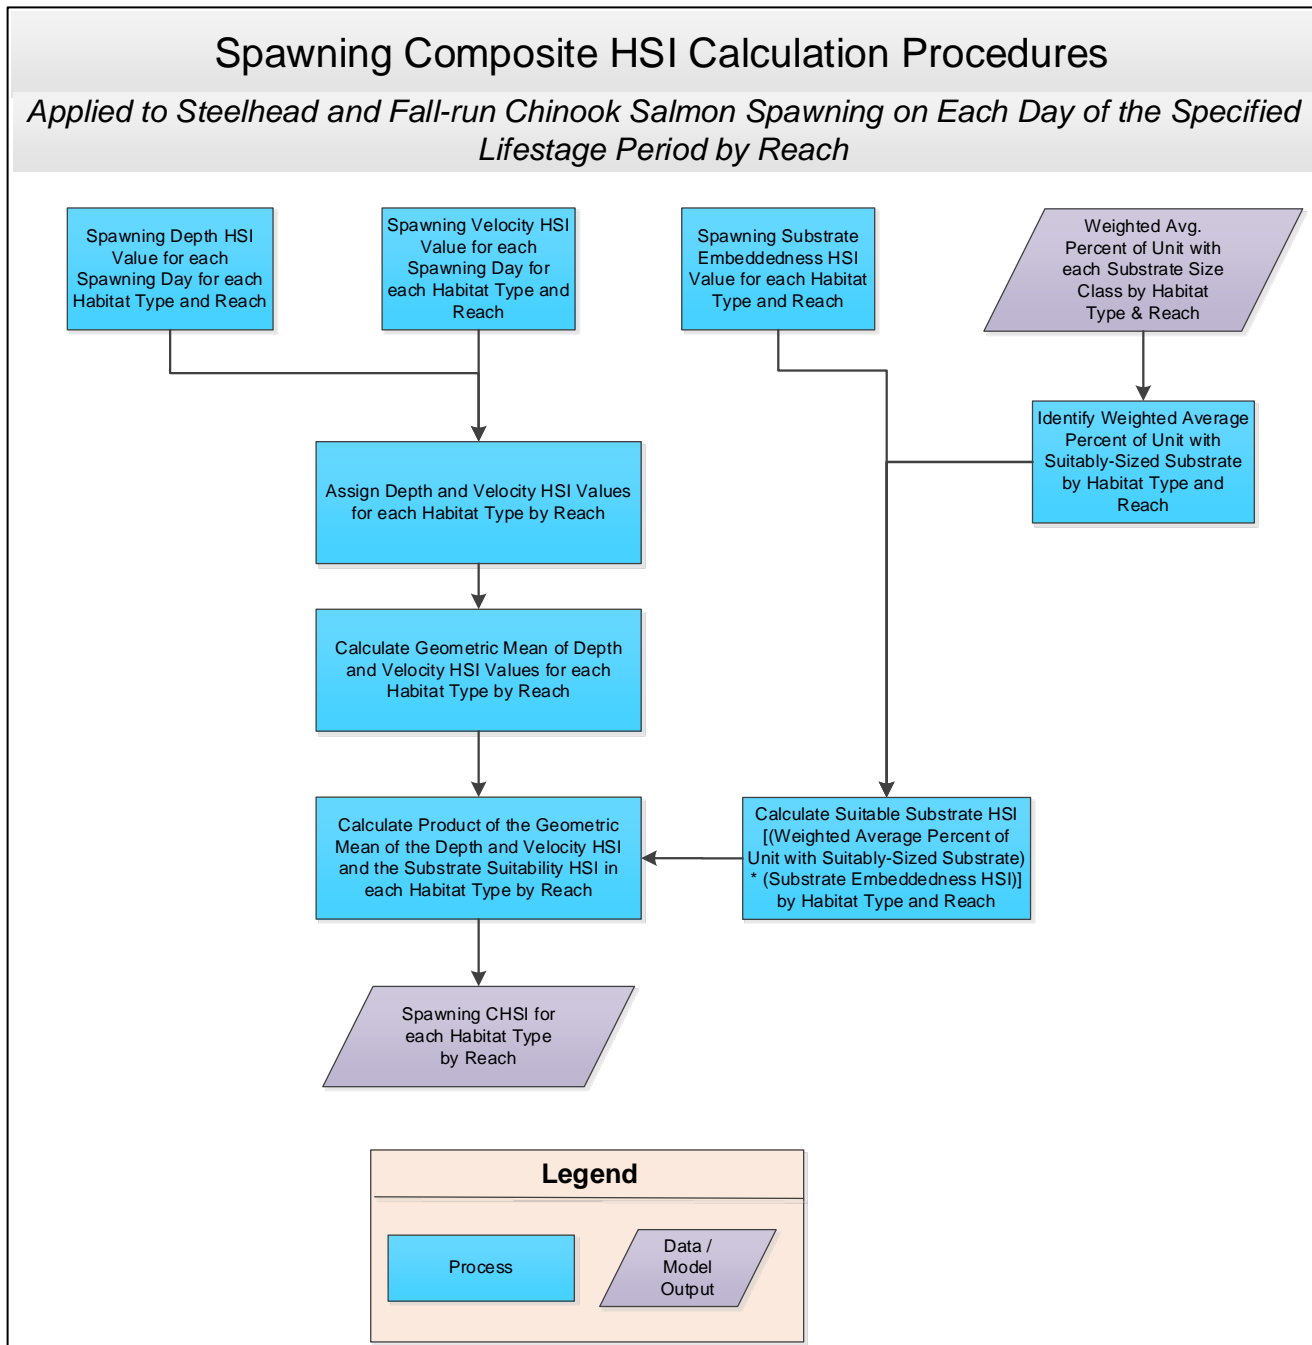 Spawning Composite HSI Calculation Procedures
Applied to Steelhead and Fall-run Chinook Salmon Spawning on Each Day of the Specified
Lifestage Period by Reach
Spawning Depth HSI
Value for each
Spawning Day for each
Habitat Type and Reach
Spawning Velocity HSI
Value for each
Spawning Day for
each Habitat Type and
Reach
Spawning Substrate
Embeddedness HSI
Value for each Habitat
Type and Reach
Weighted Avg.
Percent of Unit with
each Substrate Size
Class by Habitat
Type & Reach
Identify Weighted Average
Percent of Unit with
Suitably-Sized Substrate
by Habitat Type and
Reach
Assign Depth and Velocity HSI Values
for each Habitat Type by Reach
Calculate Geometric Mean of Depth
and Velocity HSI Values for each
Habitat Type by Reach
Calculate Product of the Geometric
Mean of the Depth and Velocity HSI
and the Substrate Suitability HSI in
each Habitat Type by Reach
Calculate Suitable Substrate HSI
[(Weighted Average Percent of
Unit with Suitably-Sized Substrate)
* (Substrate Embeddedness HSI)]
by Habitat Type and Reach
Spawning CHSI for
each Habitat Type
by Reach
Legend
Process
Data /
Model
Output